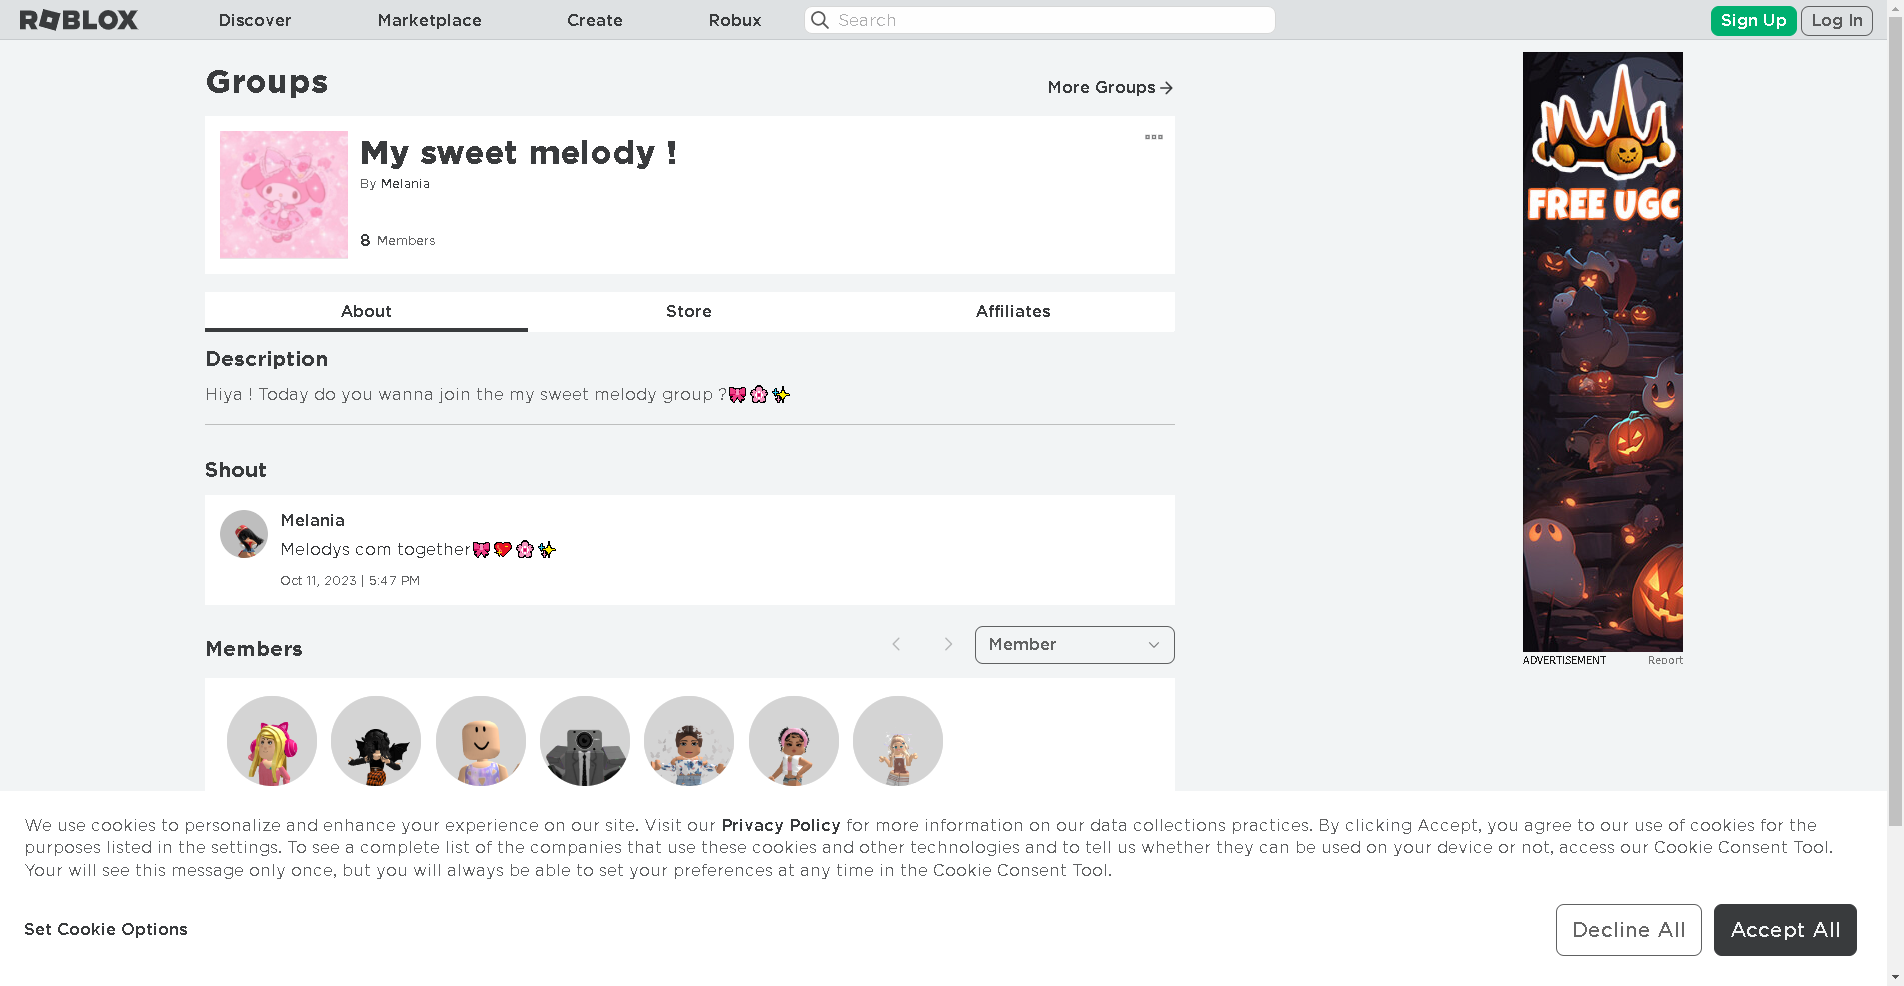 ROBLOX
Discover
Marketplace
Create
Robux
Search
Sign Up
Log In
Groups
More Groups
My sweet melody !
By Melania
8 Members
About
Store
Affiliates
Description
Hiya ! Today do you wanna join the my sweet melody group ?🎀🌸✨
Shout
Melania
Melodys com together🎀💖🌸✨
Oct 11, 2023 | 5:47 PM
Members
Member
FREE UGC
ADVERTISEMENT
Report
We use cookies to personalize and enhance your experience on our site. Visit our Privacy Policy for more information on our data collections practices. By clicking Accept, you agree to our use of cookies for the
purposes listed in the settings. To see a complete list of the companies that use these cookies and other technologies and to tell us whether they can be used on your device or not, access our Cookie Consent Tool.
Your will see this message only once, but you will always be able to set your preferences at any time in the Cookie Consent Tool.
Set Cookie Options
Decline All
Accept All